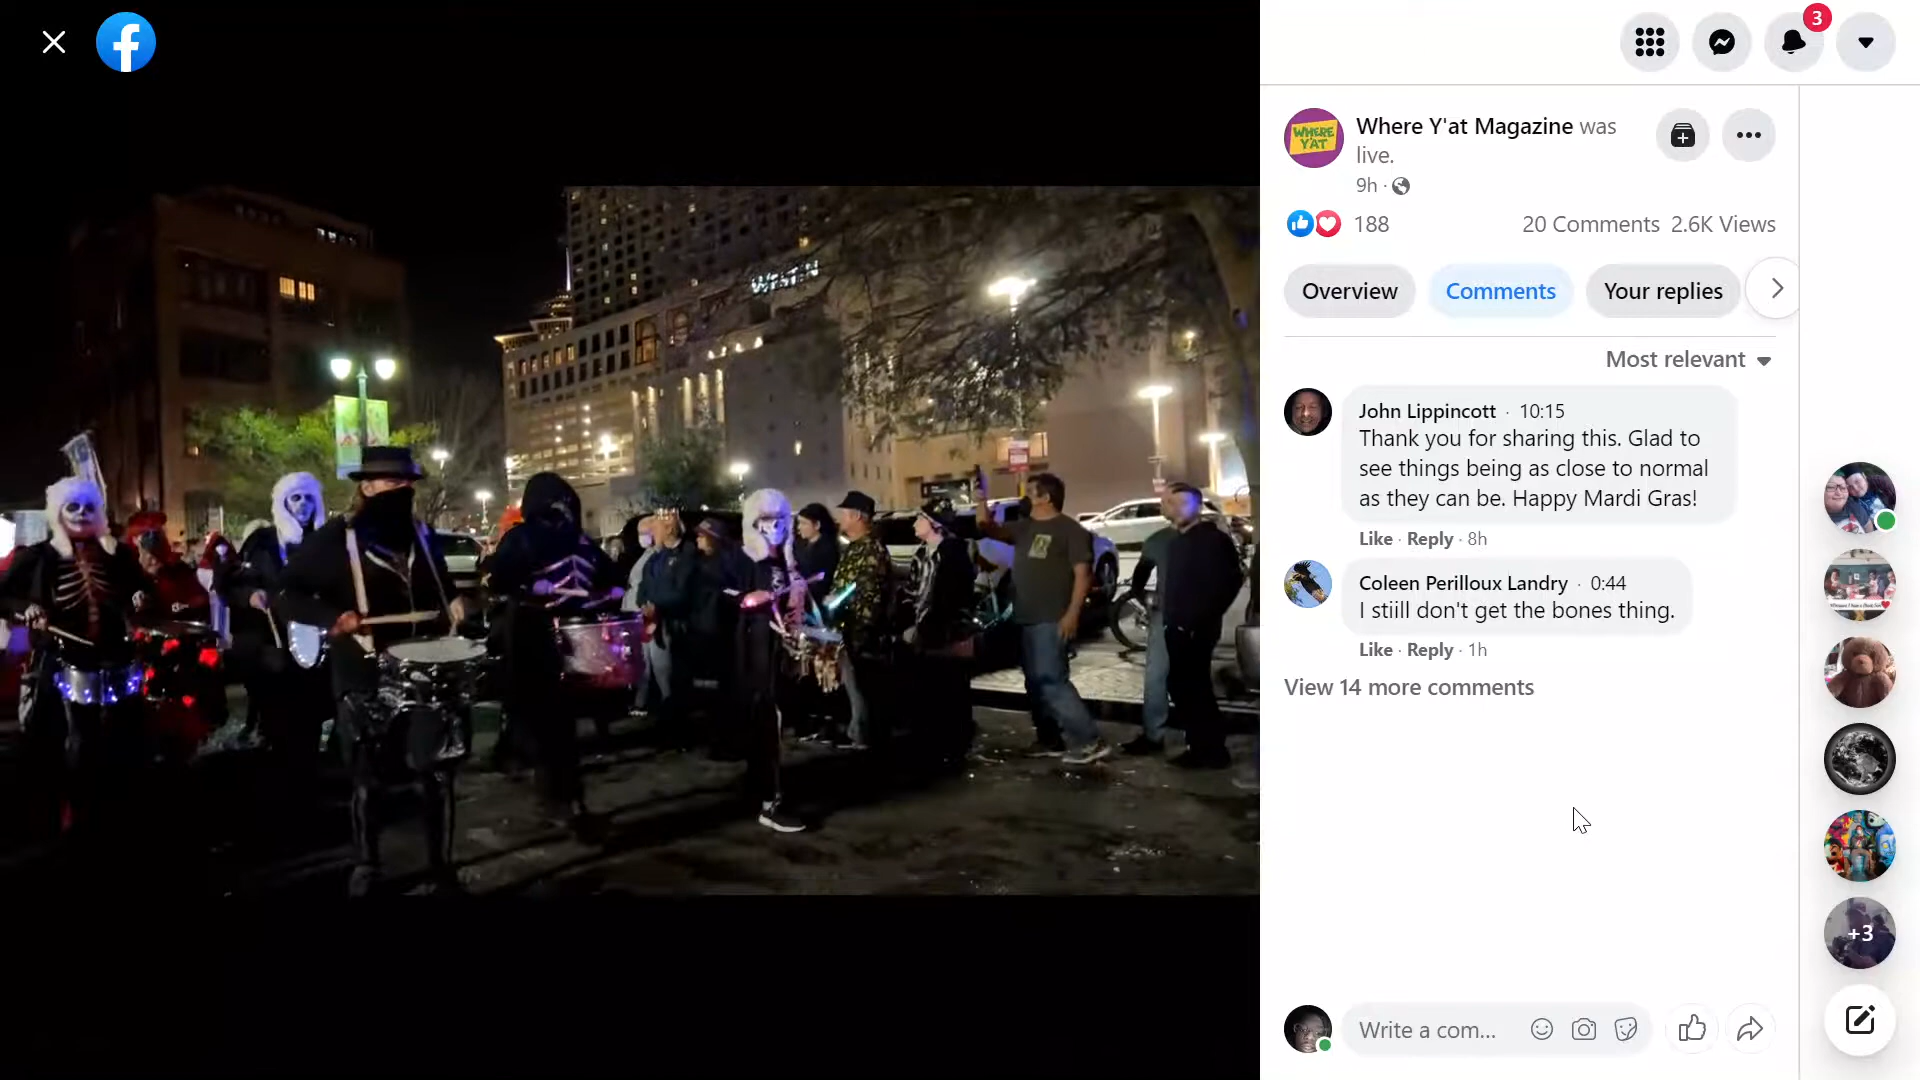 3
WHERE
Y'AT
Where Y'at Magazine was
live.
9h ·
188
20 Comments 2.6K Views
Overview
Comments
Your replies
Most relevant
John Lippincott · 10:15
Thank you for sharing this. Glad to
see things being as close to normal
as they can be. Happy Mardi Gras!
Like · Reply · 8h
Coleen Perilloux Landry · 0:44
I stiill don't get the bones thing.
Like · Reply · 1h
View 14 more comments
+3
Write a com...